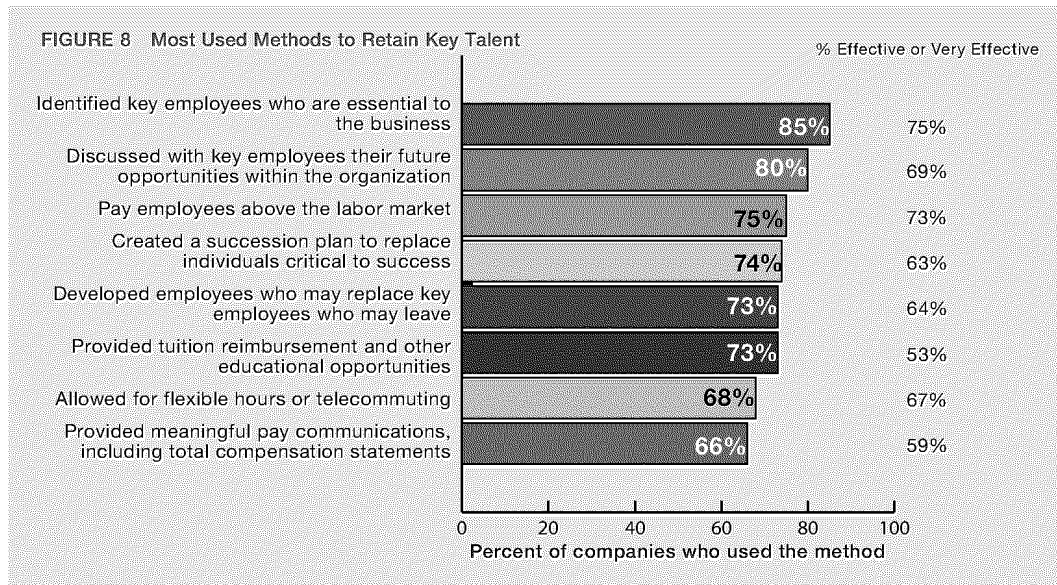 FIGURE 8 Most Used Methods to Retain Key Talent
% Effective or Very Effective
Identified key employees who are essential to
the business
85%
75%
Discussed with key employees their future
opportunities within the organization
80%
69%
Pay employees above the labor market
75%
73%
Created a succession plan to replace
individuals critical to success
74%
63%
Developed employees who may replace key
employees who may leave
73%
64%
Provided tuition reimbursement and other
educational opportunities
73%
53%
Allowed for flexible hours or telecommuting
68%
67%
Provided meaningful pay communications,
including total compensation statements
66%
59%
0 20 40 60 80 100
Percent of companies who used the method